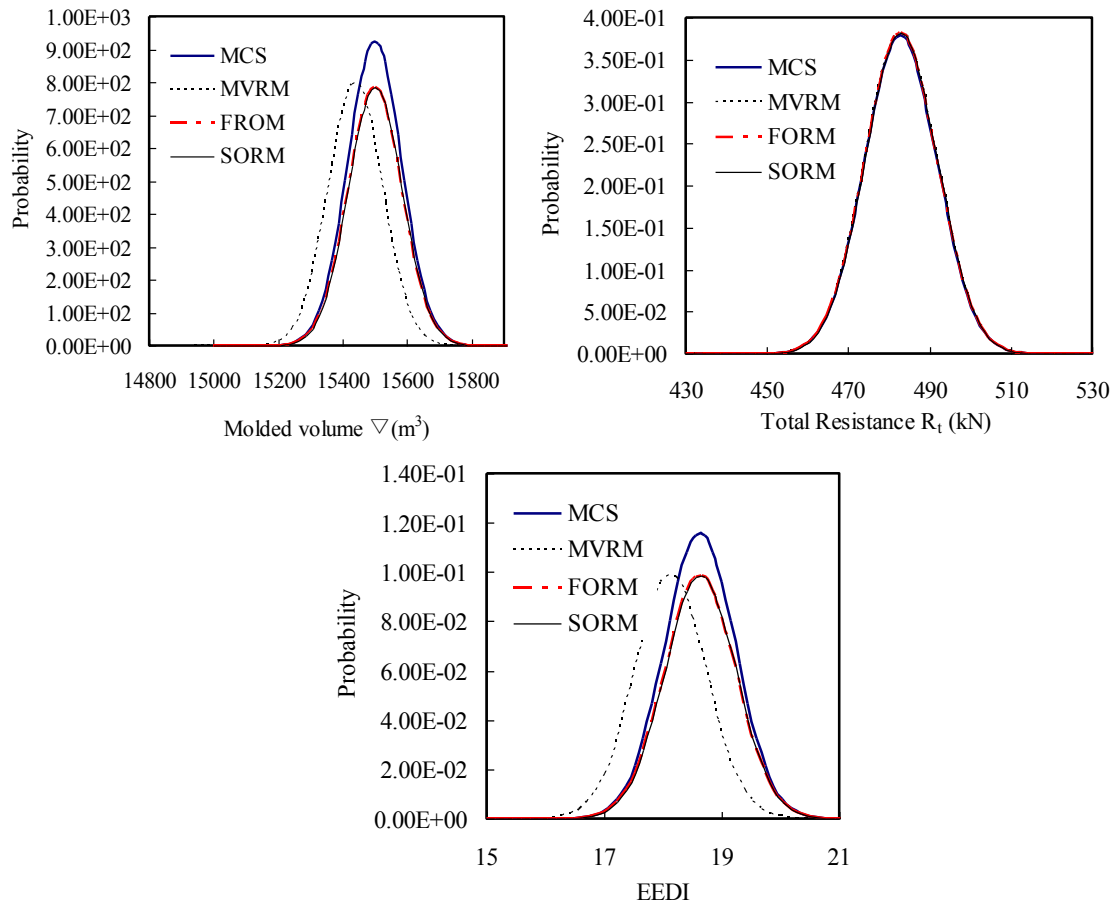 1.00E+03
9.00E+02
8.00E+02
7.00E+02
6.00E+02
5.00E+02
4.00E+02
3.00E+02
2.00E+02
1.00E+02
0.00E+00
Probability
MCS
MVRM
FROM
SORM
14800 15000 15200 15400 15600 15800
Molded volume ▽(m³)
4.00E-01
3.50E-01
3.00E-01
2.50E-01
2.00E-01
1.50E-01
1.00E-01
5.00E-02
0.00E+00
Probability
MCS
MVRM
FORM
SORM
430 450 470 490 510 530
Total Resistance Rₜ (kN)
1.40E-01
1.20E-01
1.00E-01
8.00E-02
6.00E-02
4.00E-02
2.00E-02
0.00E+00
Probability
MCS
MVRM
FORM
SORM
15 17 19 21
EEDI